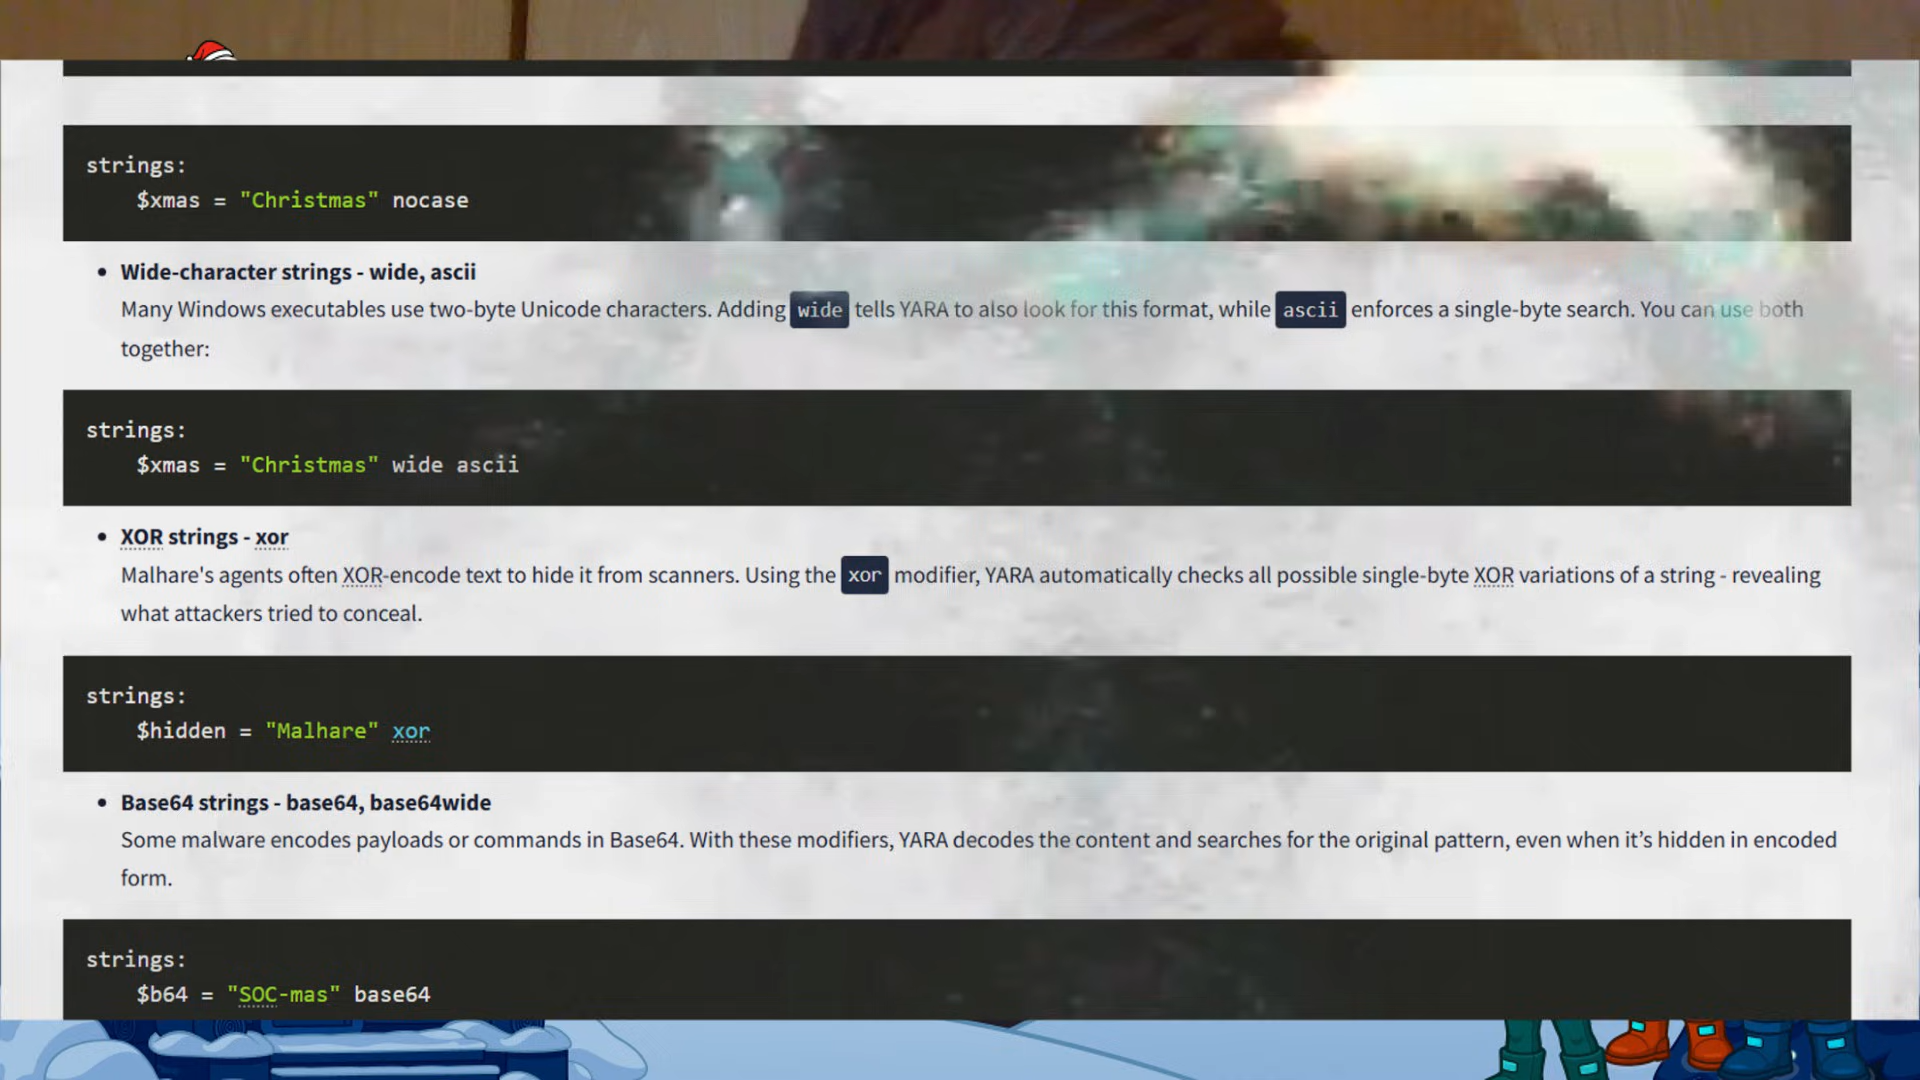 strings:
$xmas = "Christmas" nocase
• Wide-character strings - wide, ascii
Many Windows executables use two-byte Unicode characters. Adding wide tells YARA to also look for this format, while ascii enforces a single-byte search. You can use both
together:
strings:
$xmas = "Christmas" wide ascii
• XOR strings - xor
Malhare's agents often XOR-encode text to hide it from scanners. Using the xor modifier, YARA automatically checks all possible single-byte XOR variations of a string - revealing
what attackers tried to conceal.
strings:
$hidden = "Malhare" xor
• Base64 strings - base64, base64wide
Some malware encodes payloads or commands in Base64. With these modifiers, YARA decodes the content and searches for the original pattern, even when it’s hidden in encoded
form.
strings:
$b64 = "SOC-mas" base64